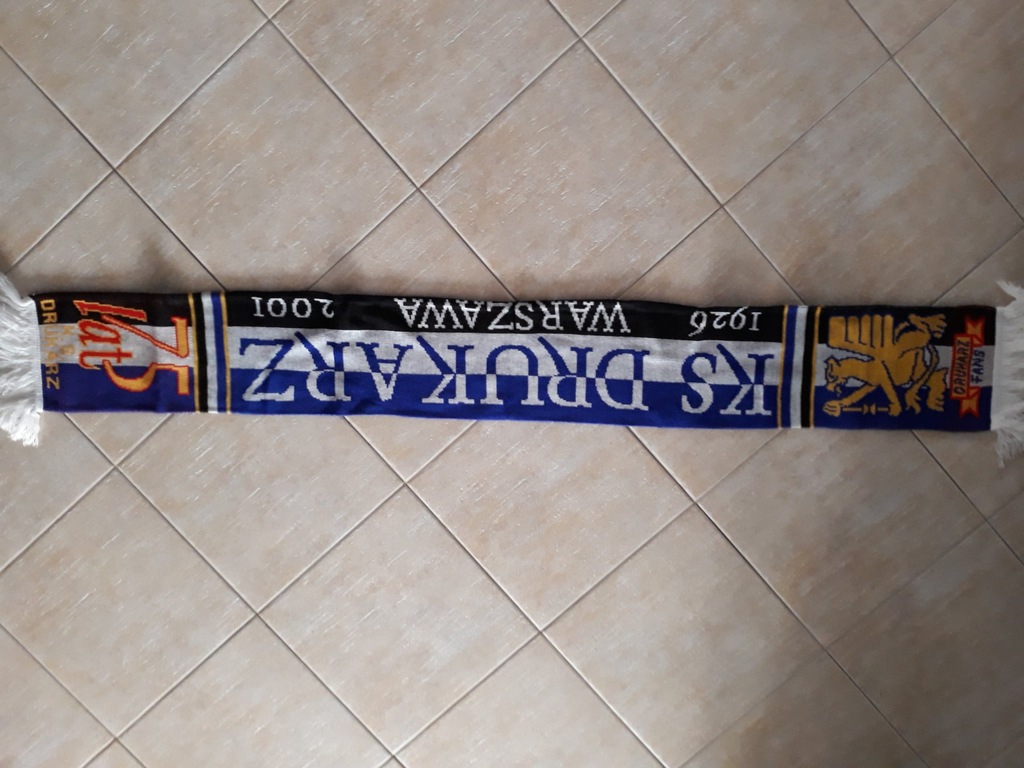 DRUKARZ
FANS
KS DRUKARZ
1926 WARSZAWA 2001
75
lat
K.S.
DRUKARZ